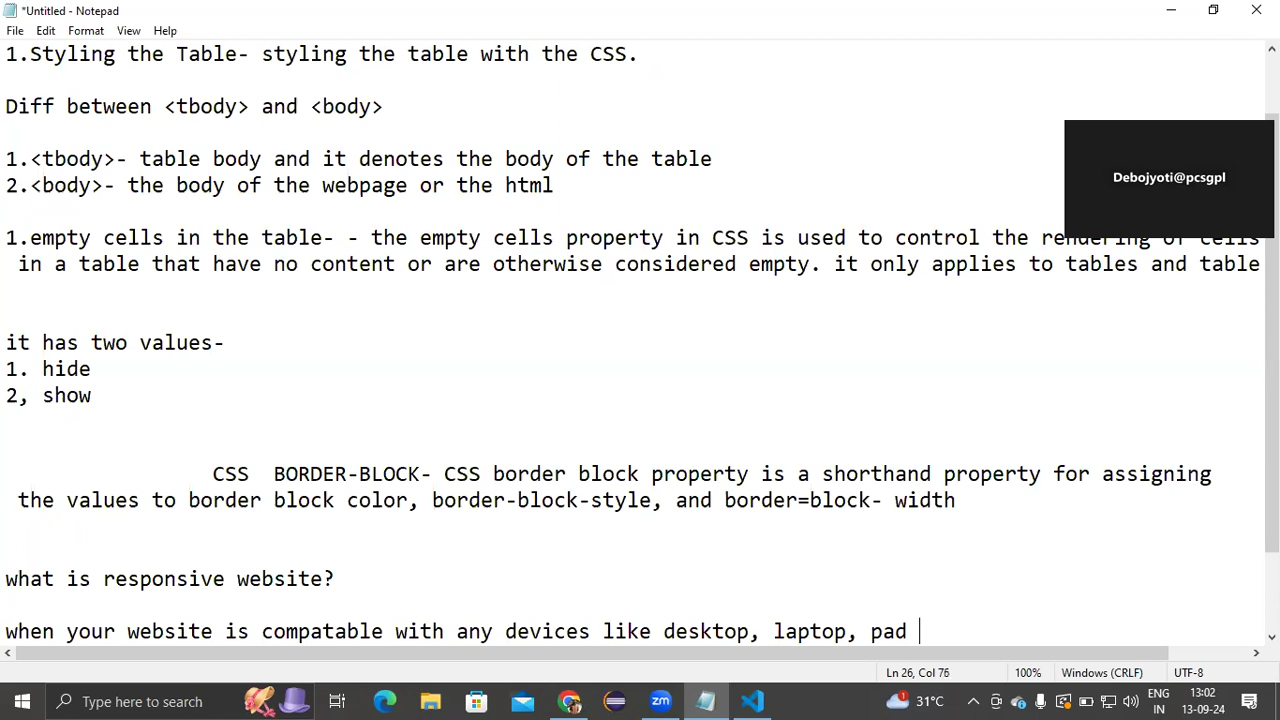 *Untitled - Notepad
File Edit Format View Help
1.Styling the Table- styling the table with the CSS.
Diff between <tbody> and <body>
1.<tbody>- table body and it denotes the body of the table
2.<body>- the body of the webpage or the html
Debojyoti@pcsgpl
1.empty cells in the table- - the empty cells property in CSS is used to control the rendering of cells
in a table that have no content or are otherwise considered empty. it only applies to tables and table
it has two values-
1. hide
2, show
CSS BORDER-BLOCK- CSS border block property is a shorthand property for assigning
the values to border block color, border-block-style, and border=block- width
what is responsive website?
when your website is compatable with any devices like desktop, laptop, pad
Ln 26, Col 76 100% Windows (CRLF) UTF-8
Type here to search 31°C ENG 13:02
IN 13-09-24